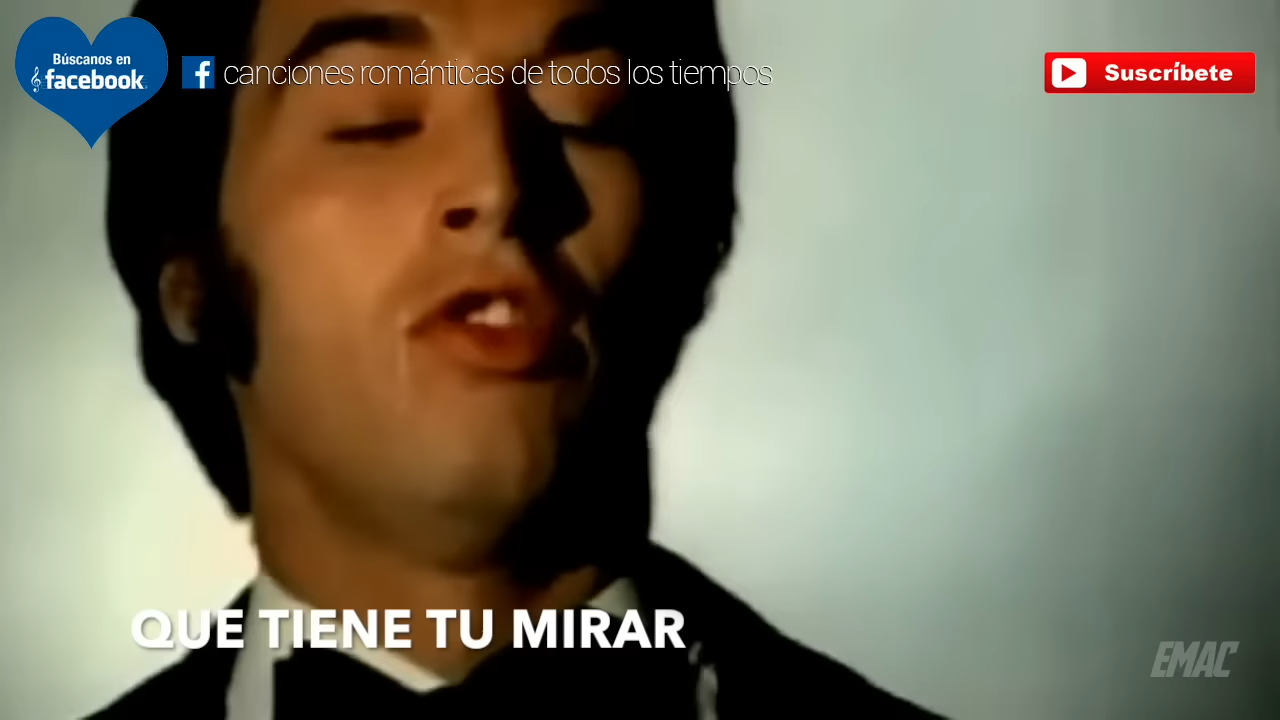 Búscanos en
facebook
canciones románticas de todos los tiempos
Suscríbete
QUE TIENE TU MIRAR
EMAC